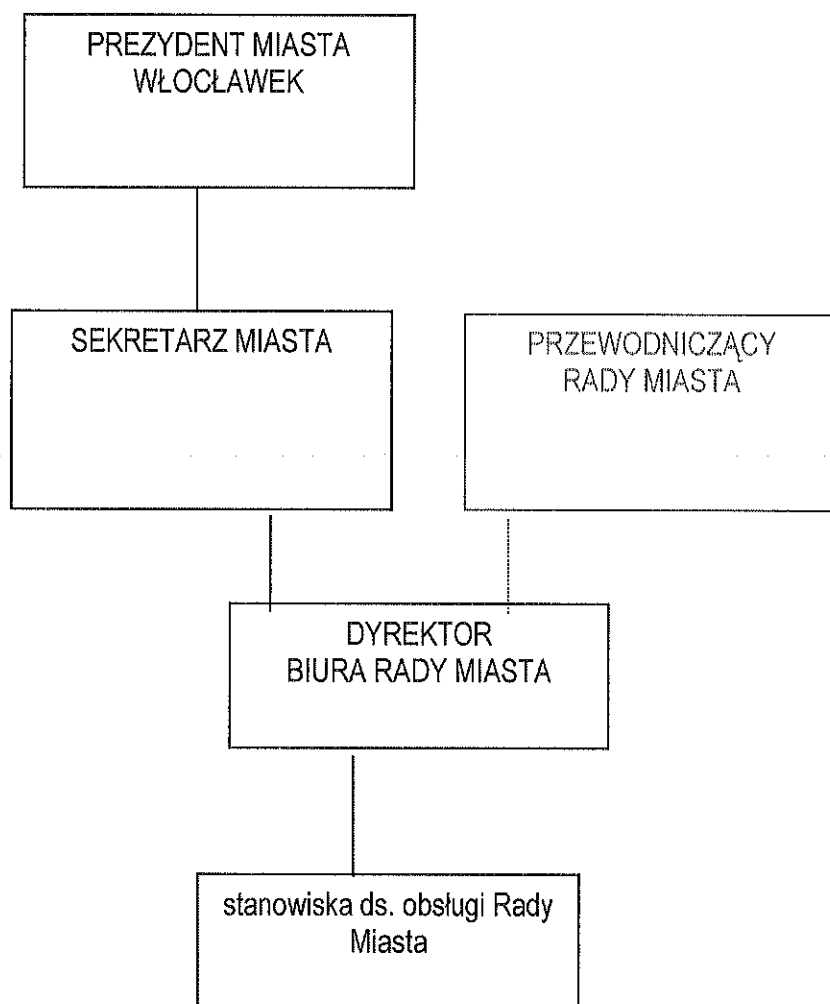 PREZYDENT MIASTA
WŁOCŁAWEK
SEKRETARZ MIASTA
PRZEWODNICZĄCY
RADY MIASTA
DYREKTOR
BIURA RADY MIASTA
stanowiska ds. obsługi Rady
Miasta